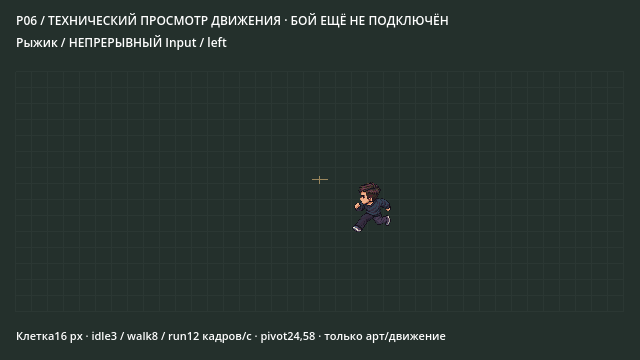 P06 / ТЕХНИЧЕСКИЙ ПРОСМОТР ДВИЖЕНИЯ · БОЙ ЕЩЁ НЕ ПОДКЛЮЧЁН
Рыжик / НЕПРЕРЫВНЫЙ Input / left
Клетка16 px · idle3 / walk8 / run12 кадров/с · pivot24,58 · только арт/движение